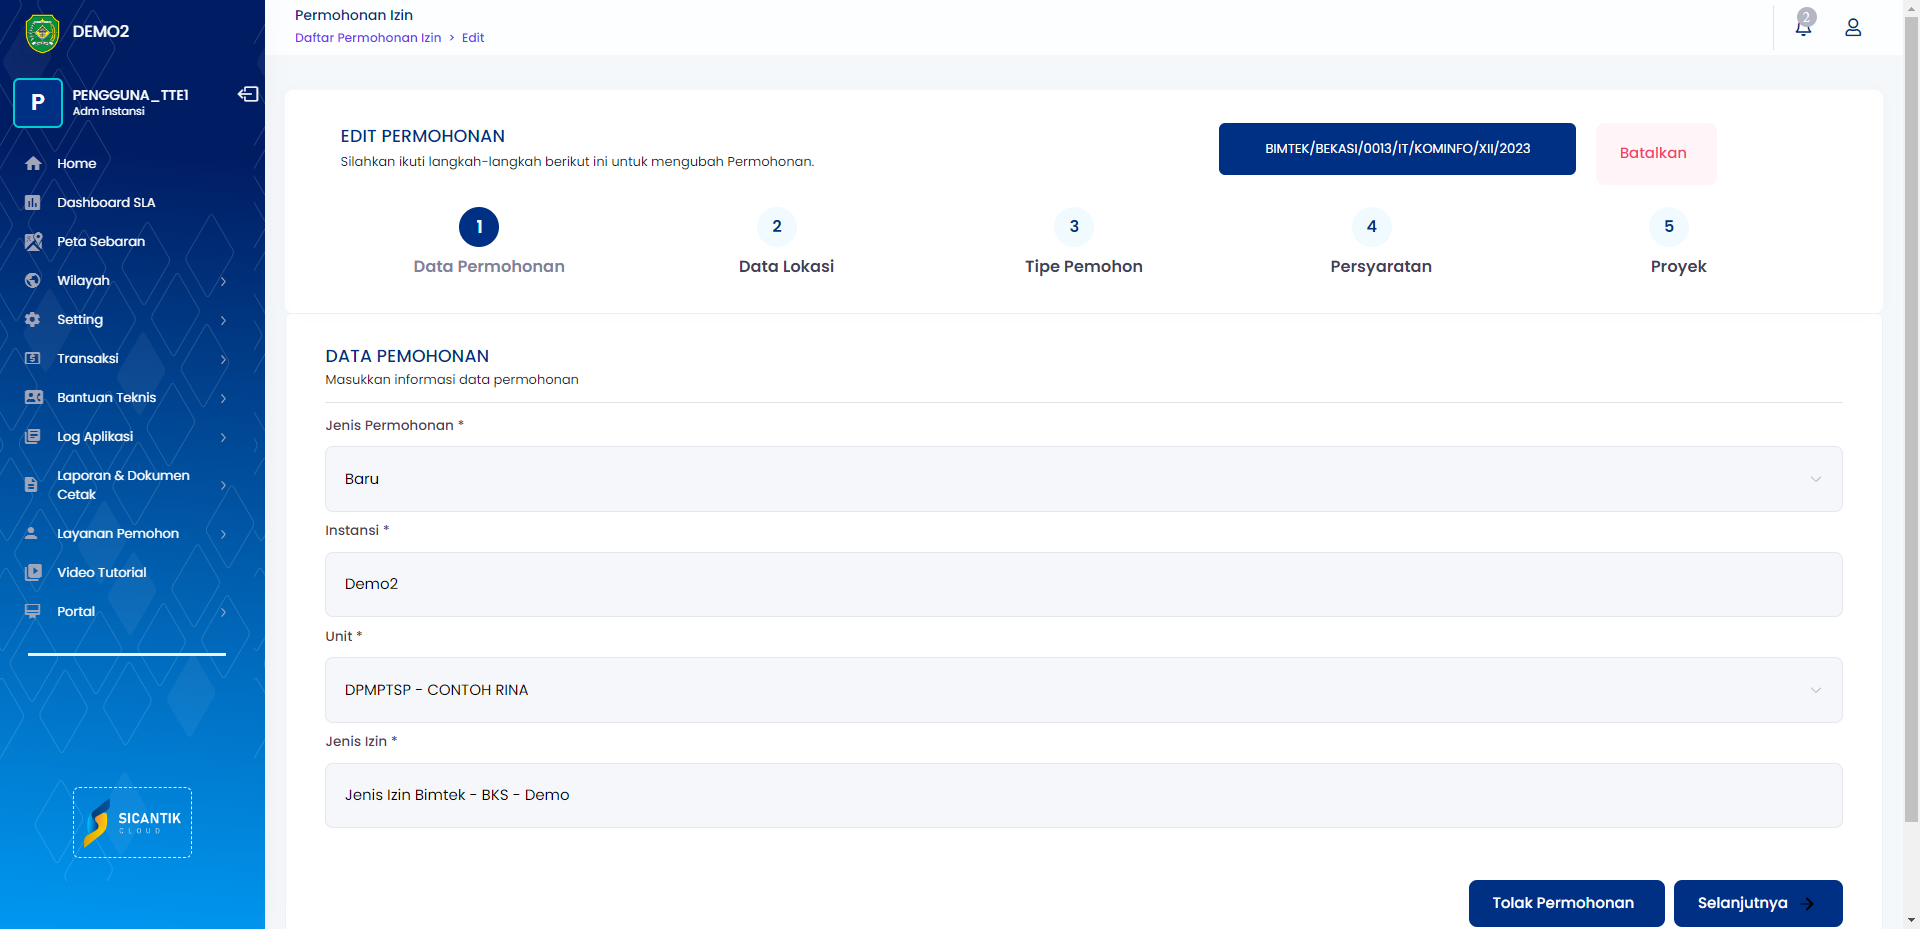 DEMO2
P
PENGGUNA_TTE1
Adm instansi
Home
Dashboard SLA
Peta Sebaran
Wilayah
Setting
Transaksi
Bantuan Teknis
Log Aplikasi
Laporan & Dokumen
Cetak
Layanan Pemohon
Video Tutorial
Portal
SICANTIK
CLOUD
Permohonan Izin
Daftar Permohonan Izin > Edit
2
EDIT PERMOHONAN
Silahkan ikuti langkah-langkah berikut ini untuk mengubah Permohonan.
BIMTEK/BEKASI/0013/IT/KOMINFO/XII/2023
Batalkan
1
Data Permohonan
2
Data Lokasi
3
Tipe Pemohon
4
Persyaratan
5
Proyek
DATA PEMOHONAN
Masukkan informasi data permohonan
Jenis Permohonan *
Baru
Instansi *
Demo2
Unit *
DPMPTSP - CONTOH RINA
Jenis Izin *
Jenis Izin Bimtek - BKS - Demo
Tolak Permohonan
Selanjutnya